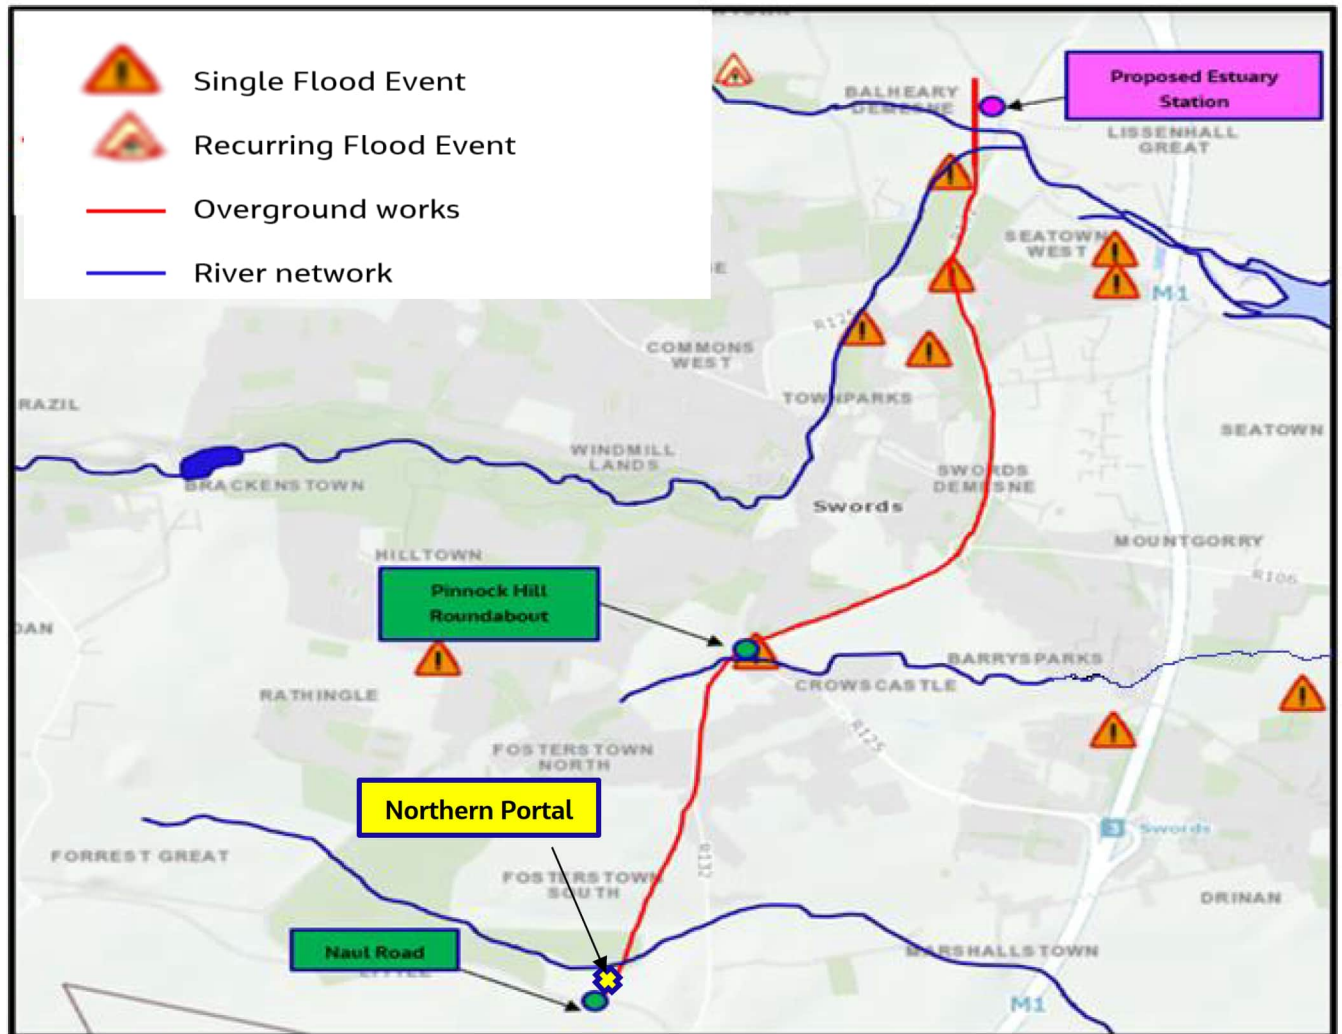 Single Flood Event
Recurring Flood Event
Overground works
River network
Proposed Estuary
Station
BALHEARY
DEMESNE
LISSENHALL
GREAT
SEATOWN
WEST
M1
R125
COMMONS
WEST
TOWNPARKS
RAZIL
SEATOWN
WINDMILL
LANDS
BRACKENSTOWN
SWORDS
DEMESNE
Swords
MOUNTGORRY
HILLTOWN
R106
Pinnock Hill
Roundabout
DAN
BARRYSPARKS
CROWSCASTLE
RATHINGLE
R125
FOSTERSTOWN
NORTH
Northern Portal
3 Swords
FORREST GREAT
R132
FOSTERSTOWN
SOUTH
DRINAN
Naul Road
LITTLE
MARSHALLSTOWN
M1